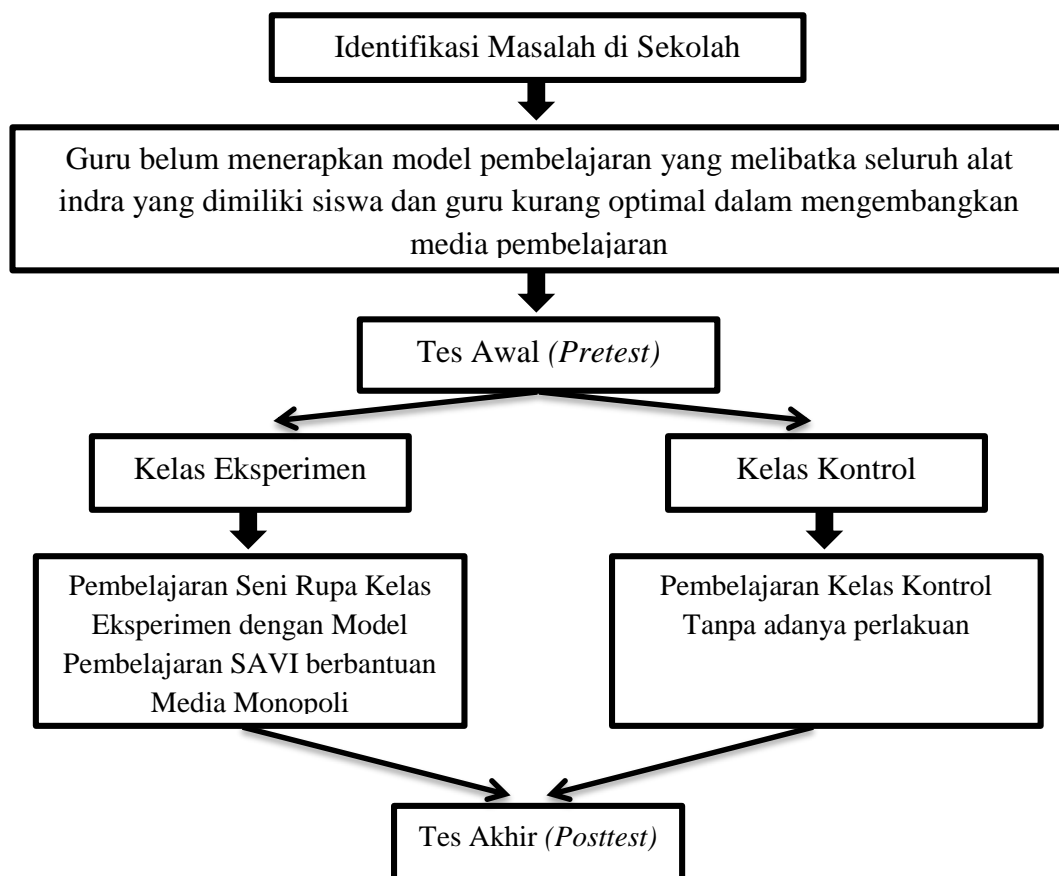 Identifikasi Masalah di Sekolah
Guru belum menerapkan model pembelajaran yang melibatka seluruh alat
indra yang dimiliki siswa dan guru kurang optimal dalam mengembangkan
media pembelajaran
Tes Awal (Pretest)
Kelas Eksperimen
Kelas Kontrol
Pembelajaran Seni Rupa Kelas
Eksperimen dengan Model
Pembelajaran SAVI berbantuan
Media Monopoli
Pembelajaran Kelas Kontrol
Tanpa adanya perlakuan
Tes Akhir (Posttest)